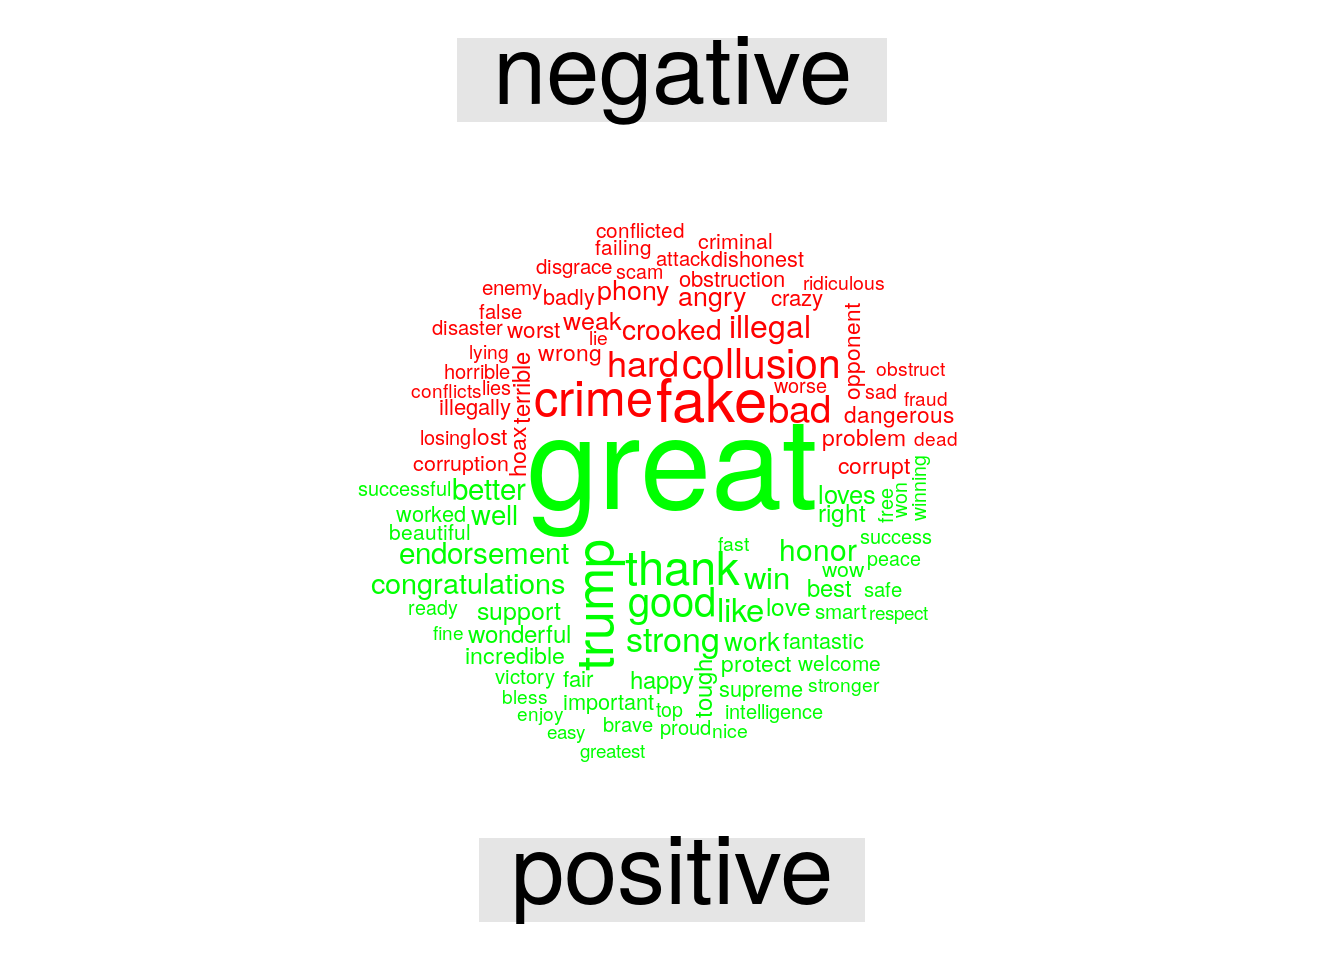 negative
conflicted
failing criminal
attack dishonest
disgrace scam obstruction ridiculous
enemy badly phony angry crazy
false weak illegal opponent
disaster worst lie crooked
lying wrong hard collusion
horrible terrible worse obstruct
conflicts lies crime fake bad sad fraud
illegally dangerous
losing lost hoax problem dead
corruption great corrupt
successful better loves free won winning
worked well right
beautiful fast success
endorsement trump thank honor peace
congratulations win wow best safe
ready support good like love smart respect
fine wonderful strong work fantastic
incredible tough protect welcome
victory fair happy supreme stronger
bless important top intelligence
enjoy brave proud nice
easy
greatest
positive